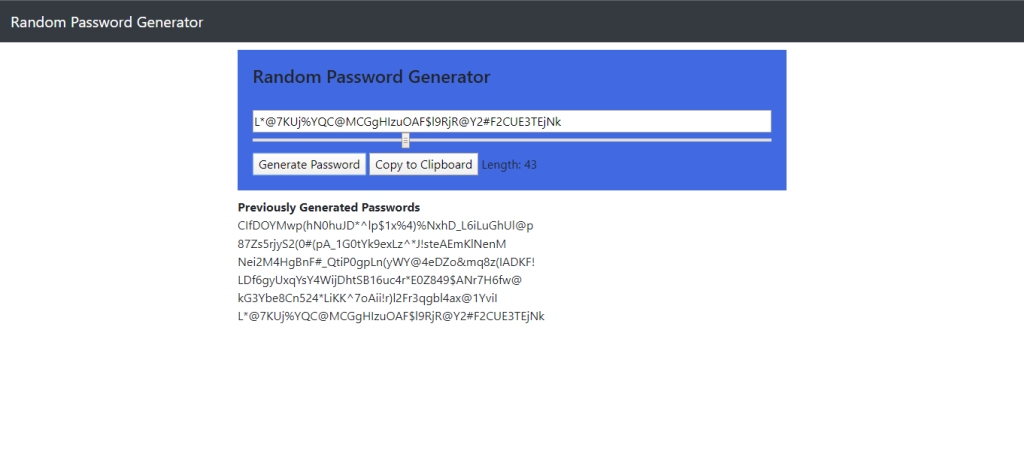 Random Password Generator
Random Password Generator
L*@7KUj%YQC@MCGgHIzuOAF$l9RjR@Y2#F2CUE3TEjNk
Generate Password Copy to Clipboard Length: 43
Previously Generated Passwords
CIfDOYMwp(hN0huJD*^lp$1x%4)%NxhD_L6iLuGhUl@p
87Zs5rjyS2(0#(pA_1G0tYk9exLz^*J!steAEmKlNenM
Nei2M4HgBnF#_QtiP0gpLn(yWY@4eDZo&mq8z(IADKF!
LDf6gyUxqYsY4WijDhtSB16uc4r*E0Z849$ANr7H6fw@
kG3Ybe8Cn524*LiKK^7oAii!r)l2Fr3qgbl4ax@1YviI
L*@7KUj%YQC@MCGgHIzuOAF$l9RjR@Y2#F2CUE3TEjNk